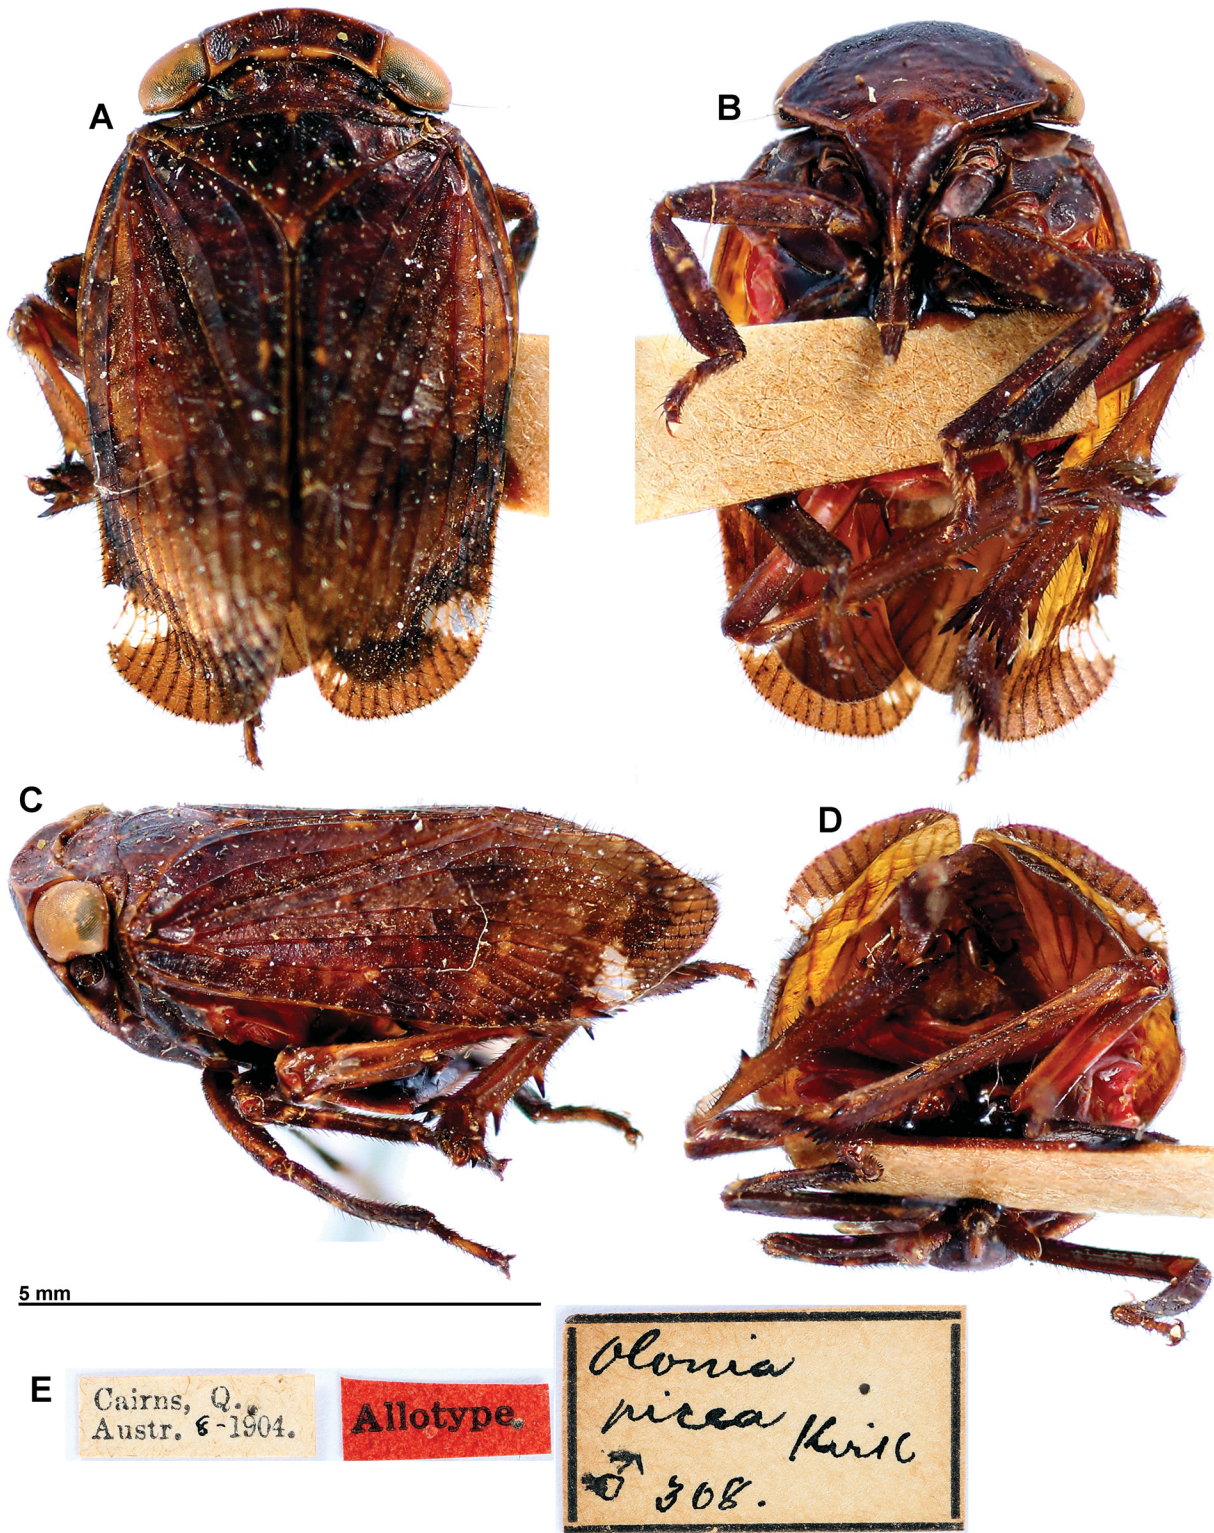 A
B
C
D
5 mm
E
Cairns, Q.
Austr. 8-1904.
Allotype.
Olonia
picea Kirk
♂ 308.